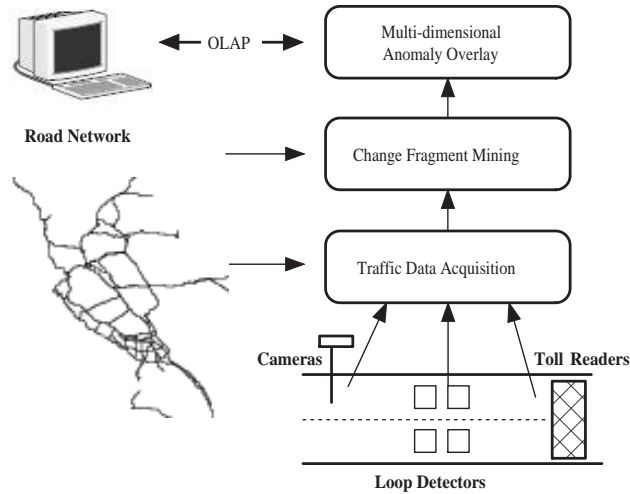 OLAP
Multi-dimensional
Anomaly Overlay
Road Network
Change Fragment Mining
Traffic Data Acquisition
Cameras
Toll Readers
Loop Detectors